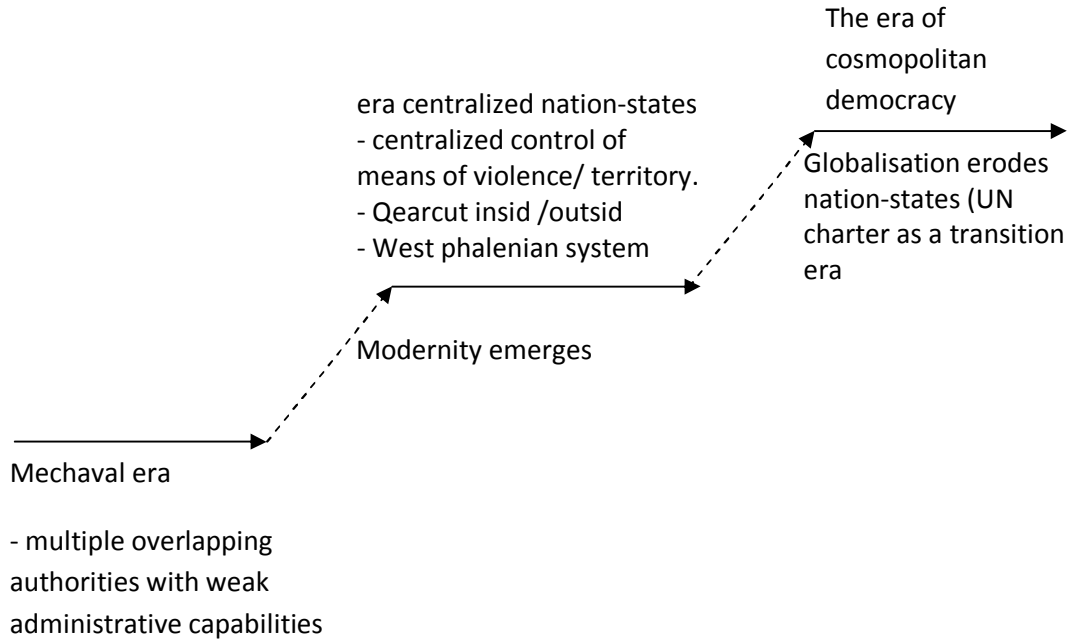 The era of
cosmopolitan
democracy
era centralized nation-states
- centralized control of
means of violence/ territory.
- Qearcut insid /outsid
- West phalenian system
Globalisation erodes
nation-states (UN
charter as a transition
era
Modernity emerges
Mechaval era
- multiple overlapping
authorities with weak
administrative capabilities